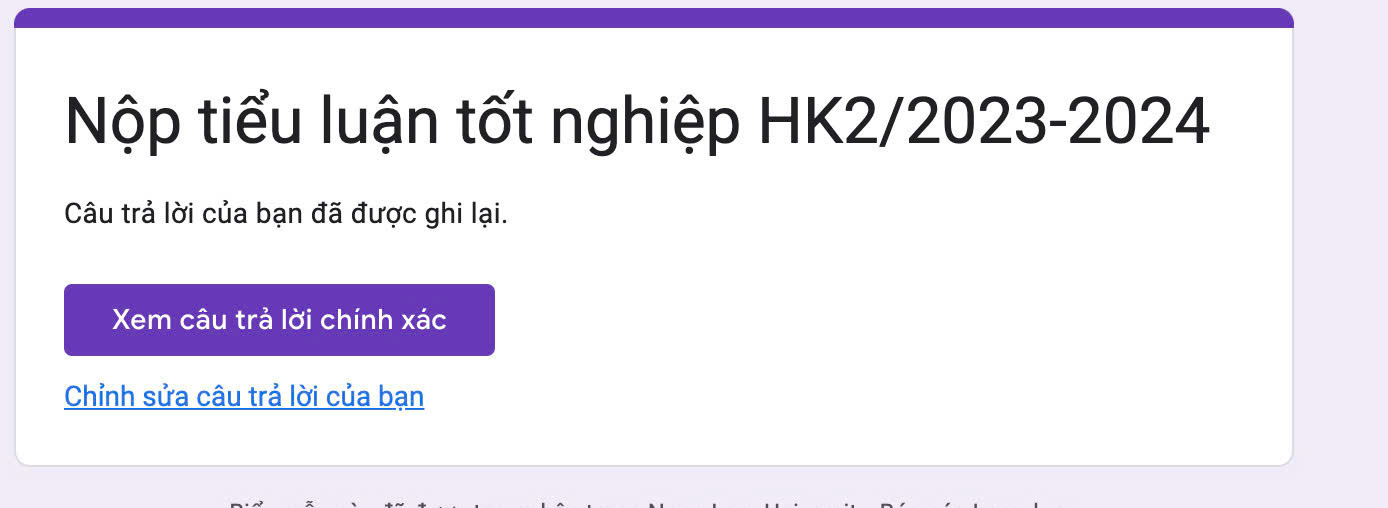 Nộp tiểu luận tốt nghiệp HK2/2023-2024
Câu trả lời của bạn đã được ghi lại.
Xem câu trả lời chính xác
Chỉnh sửa câu trả lời của bạn